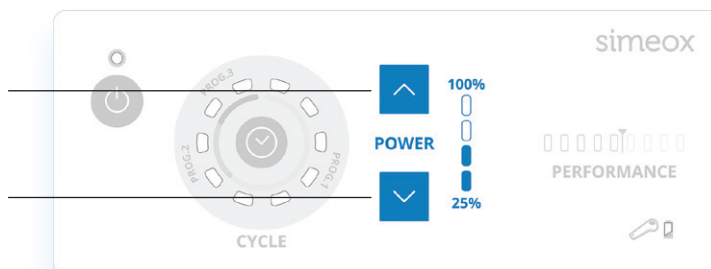 simeox
PROG.3
100%
PROG.2
POWER
PROG.1
PERFORMANCE
25%
CYCLE